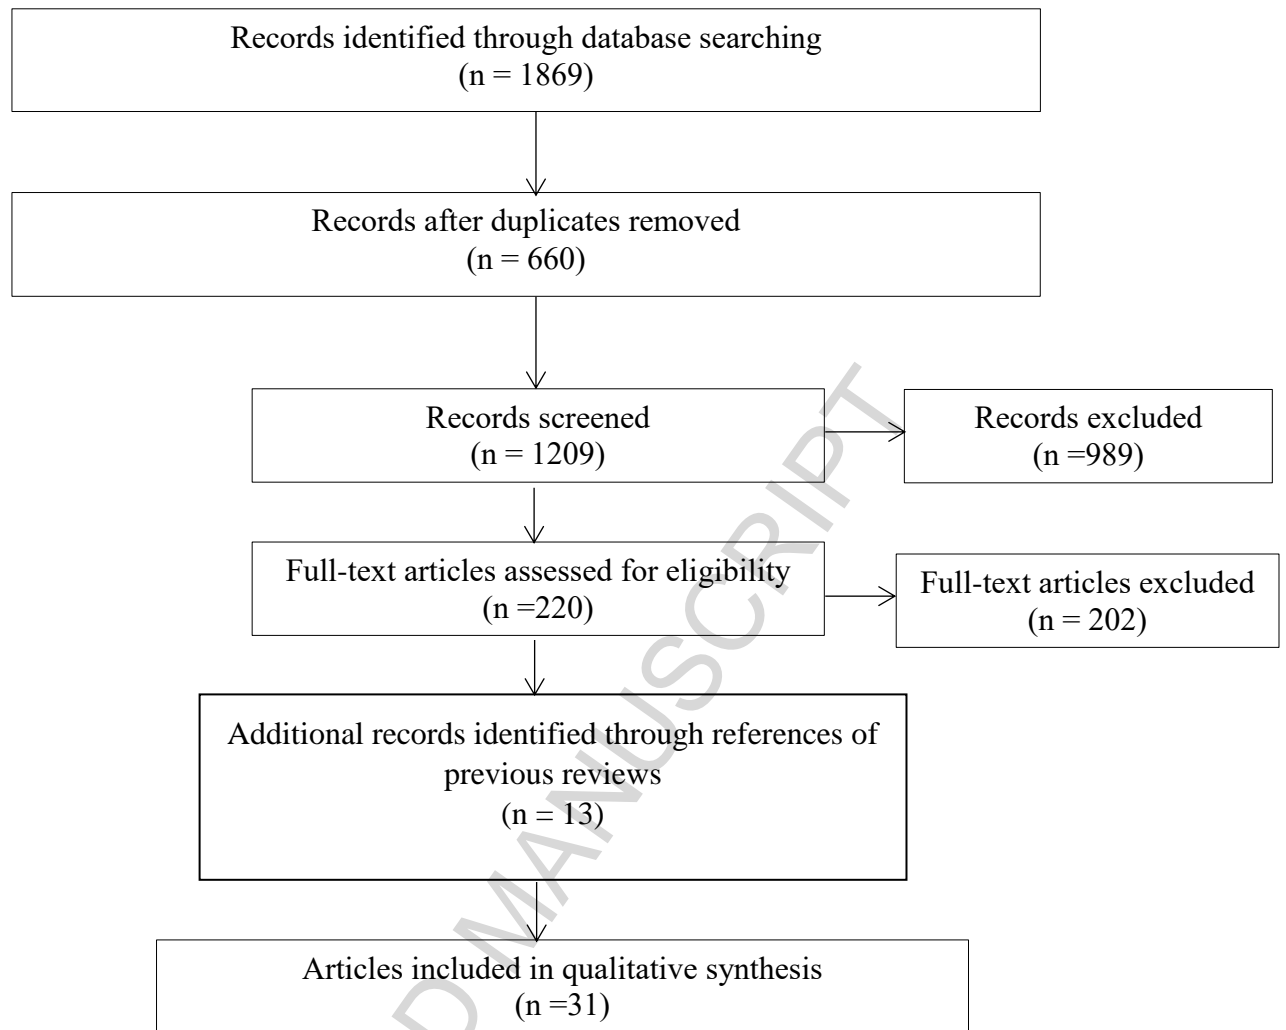 Records identified through database searching
(n = 1869)
Records after duplicates removed
(n = 660)
Records screened
(n = 1209)
Records excluded
(n =989)
Full-text articles assessed for eligibility
(n =220)
Full-text articles excluded
(n = 202)
Additional records identified through references of
previous reviews
(n = 13)
Articles included in qualitative synthesis
(n =31)
D MANUSCRIPT